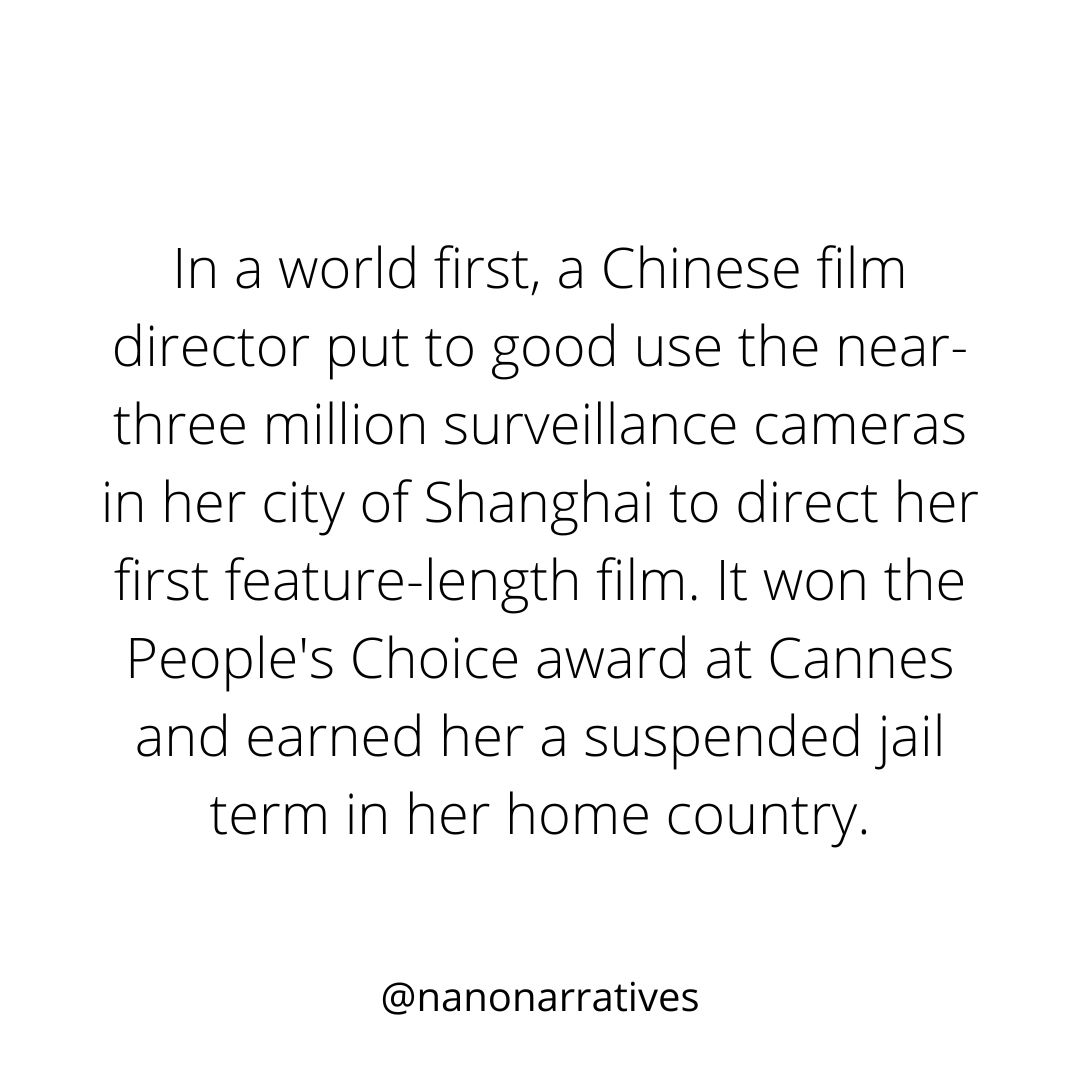 In a world first, a Chinese film
director put to good use the near-
three million surveillance cameras
in her city of Shanghai to direct her
first feature-length film. It won the
People's Choice award at Cannes
and earned her a suspended jail
term in her home country.
@nanonarratives